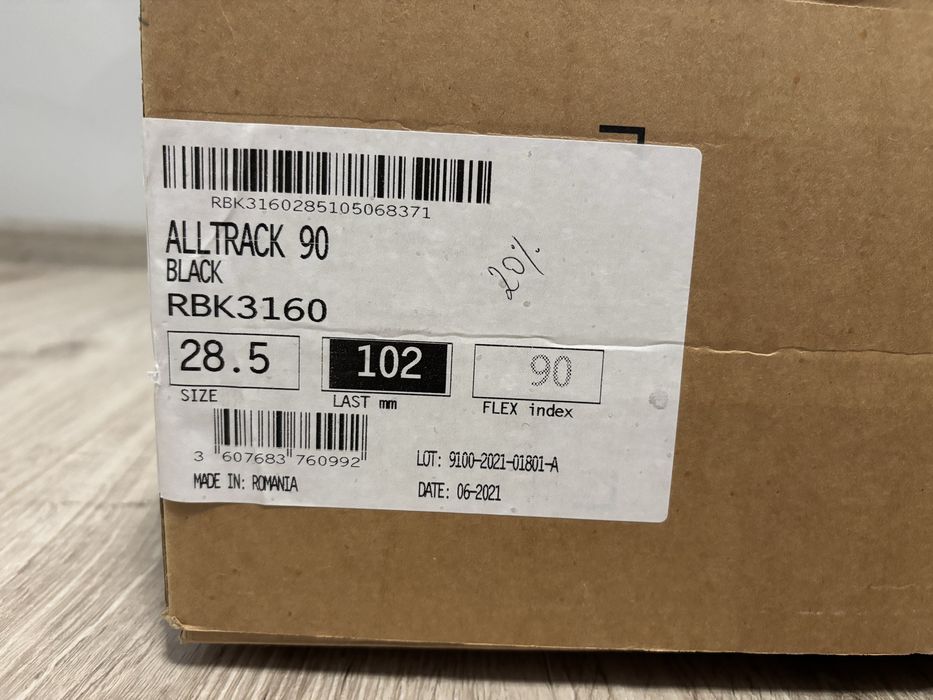 RBK3160285105068371
ALLTRACK 90
BLACK
20%
RBK3160
28.5
102
90
SIZE
LAST mm
FLEX index
3 607683 760992
LOT: 9100-2021-01801-A
MADE IN: ROMANIA
DATE: 06-2021